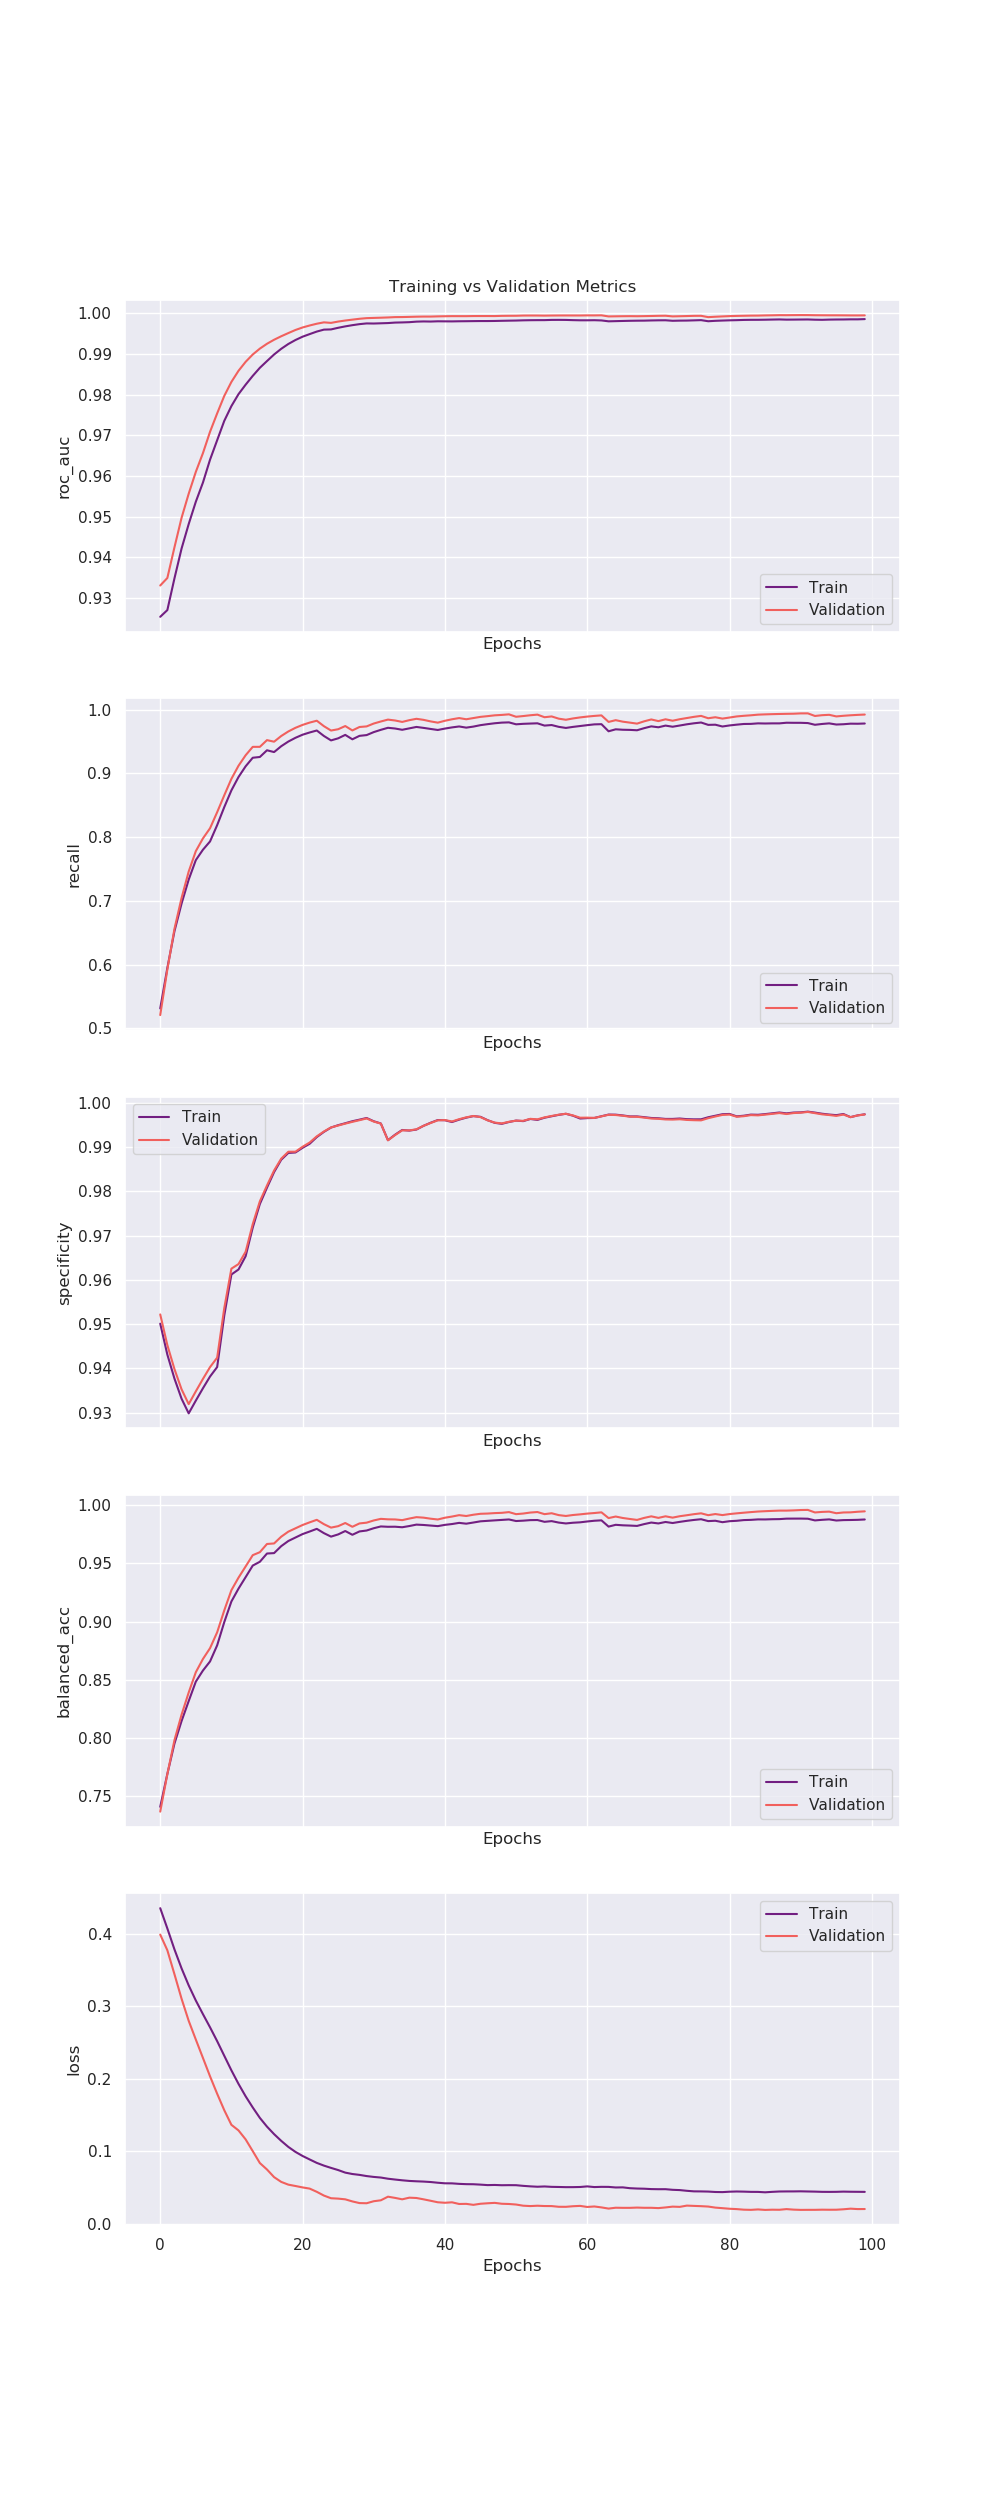 Training vs Validation Metrics
1.00
0.99
0.98
0.97
0.96
0.95
0.94
0.93
roc_auc
Train
Validation
Epochs
1.0
0.9
0.8
0.7
0.6
0.5
recall
Train
Validation
Epochs
1.00
0.99
0.98
0.97
0.96
0.95
0.94
0.93
specificity
Train
Validation
Epochs
1.00
0.95
0.90
0.85
0.80
0.75
balanced_acc
Train
Validation
Epochs
0.4
0.3
0.2
0.1
0.0
loss
Train
Validation
0 20 40 60 80 100
Epochs